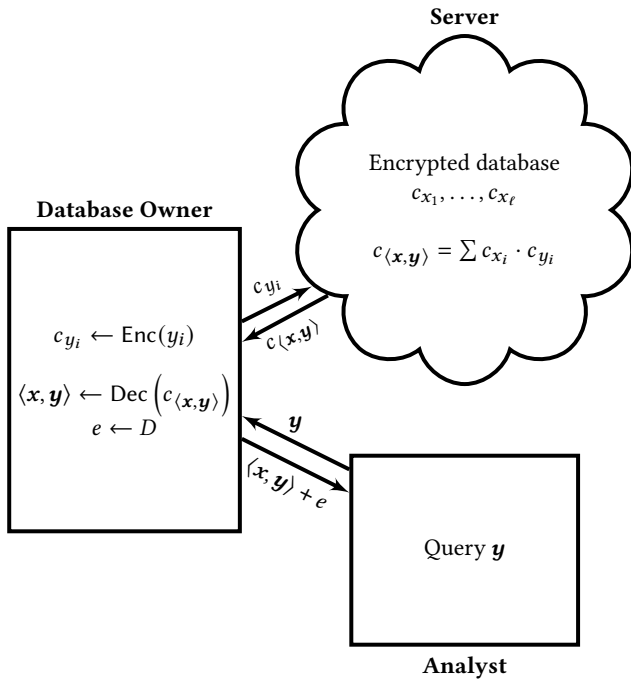 Server
Encrypted database
c_{x_1}, . . . , c_{x_ℓ}
c_{⟨x,y⟩} = ∑ c_{x_i} · c_{y_i}
Database Owner
c_{y_i}
c_{⟨x,y⟩}
c_{y_i} ← Enc(y_i)
⟨x, y⟩ ← Dec (c_{⟨x,y⟩})
e ← D
y
⟨x, y⟩ + e
Query y
Analyst